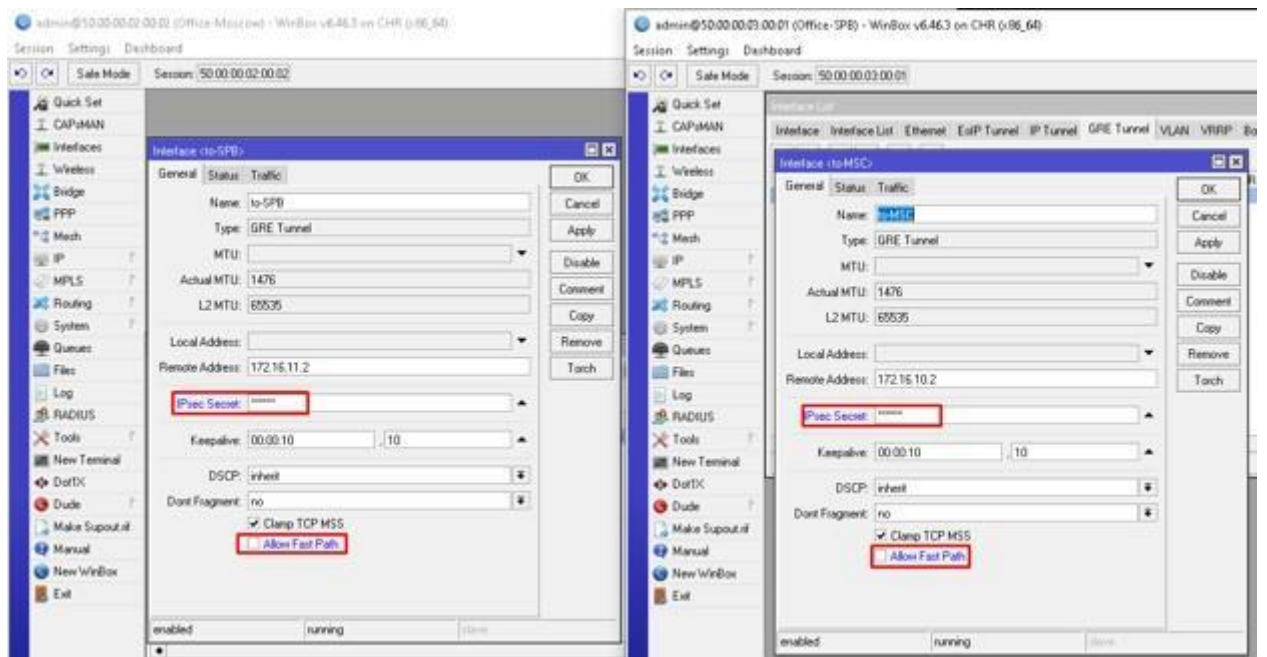 admin@50:00:00:02:00:02 (Office-Moscow) - WinBox v6.46.3 on CHR (x86_64)
Session Settings Dashboard
Safe Mode Session: 50:00:00:02:00:02
Quick Set
CAPsMAN
Interfaces
Wireless
Bridge
PPP
Mesh
IP
MPLS
Routing
System
Queues
Files
Log
RADIUS
Tools
New Terminal
Dot1X
Dude
Make Supout.rif
Manual
New WinBox
Exit
Interface <to-SPB>
General Status Traffic
Name: to-SPB
Type: GRE Tunnel
MTU:
Actual MTU: 1476
L2 MTU: 65535
Local Address:
Remote Address: 172.16.11.2
IPsec Secret: ******
Keepalive: 00:00:10 , 10
DSCP: inherit
Dont Fragment: no
Clamp TCP MSS
Allow Fast Path
OK
Cancel
Apply
Disable
Comment
Copy
Remove
Torch
enabled running slave
admin@50:00:00:03:00:01 (Office-SPB) - WinBox v6.46.3 on CHR (x86_64)
Session Settings Dashboard
Safe Mode Session: 50:00:00:03:00:01
Quick Set
CAPsMAN
Interfaces
Wireless
Bridge
PPP
Mesh
IP
MPLS
Routing
System
Queues
Files
Log
RADIUS
Tools
New Terminal
Dot1X
Dude
Make Supout.rif
Manual
New WinBox
Exit
Interface List
Interface Interface List Ethernet EoIP Tunnel IP Tunnel GRE Tunnel VLAN VRRP Bo
Interface <to-MSC>
General Status Traffic
Name: to-MSC
Type: GRE Tunnel
MTU:
Actual MTU: 1476
L2 MTU: 65535
Local Address:
Remote Address: 172.16.10.2
IPsec Secret: ******
Keepalive: 00:00:10 , 10
DSCP: inherit
Dont Fragment: no
Clamp TCP MSS
Allow Fast Path
OK
Cancel
Apply
Disable
Comment
Copy
Remove
Torch
enabled running slave